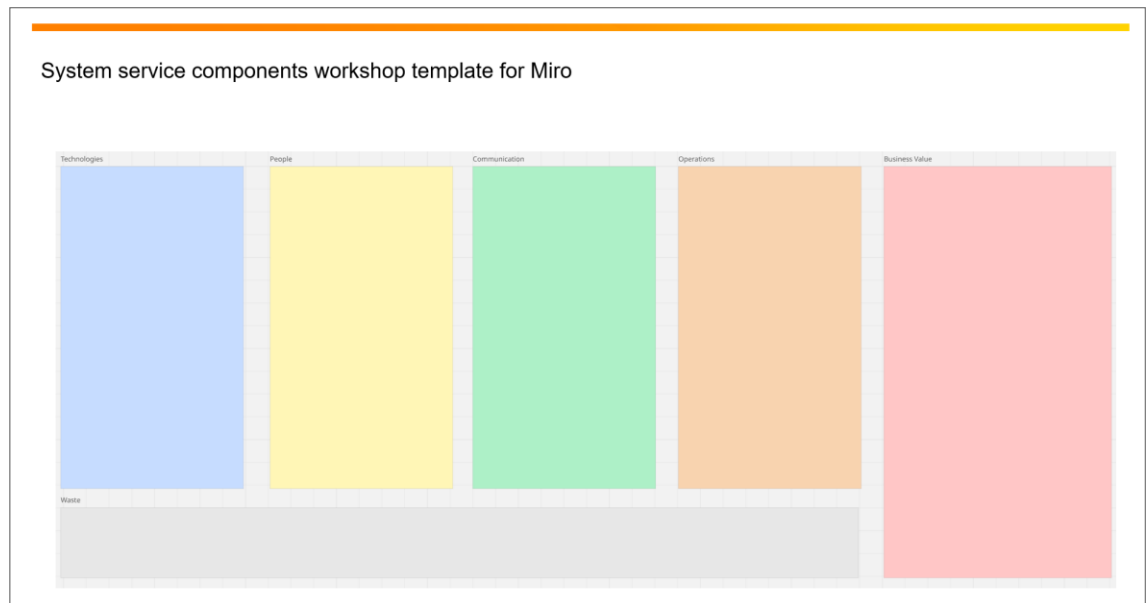 System service components workshop template for Miro
Technologies
People
Communication
Operations
Business Value
Waste